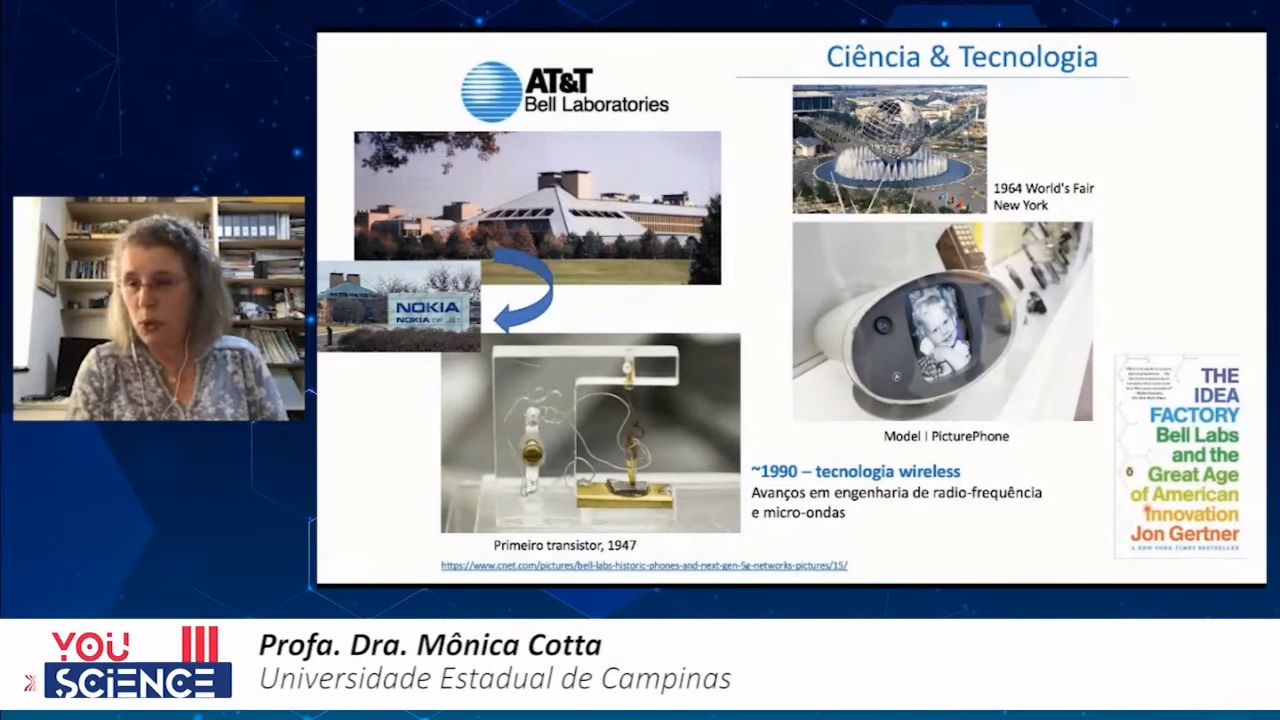 Ciência & Tecnologia
AT&T
Bell Laboratories
1964 World's Fair
New York
NOKIA
NOKIA
Model I PicturePhone
THE
IDEA
FACTORY
Bell Labs
and the
Great Age
of American
Innovation
Jon Gertner
A NEW YORK TIMES BESTSELLER
~1990 – tecnologia wireless
Avanços em engenharia de radio-frequência
e micro-ondas
Primeiro transistor, 1947
https://www.cnet.com/pictures/bell-labs-historic-phones-and-next-gen-5g-networks-pictures/15/
YOU III
SCiENCE
Profa. Dra. Mônica Cotta
Universidade Estadual de Campinas